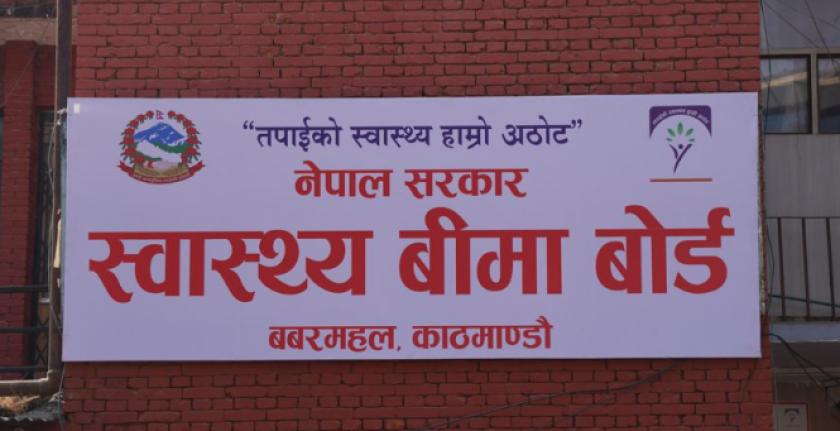 “तपाईको स्वास्थ्य हाम्रो अठोट”
नेपाल सरकार
स्वास्थ्य बीमा बोर्ड
बबरमहल, काठमाण्डौ